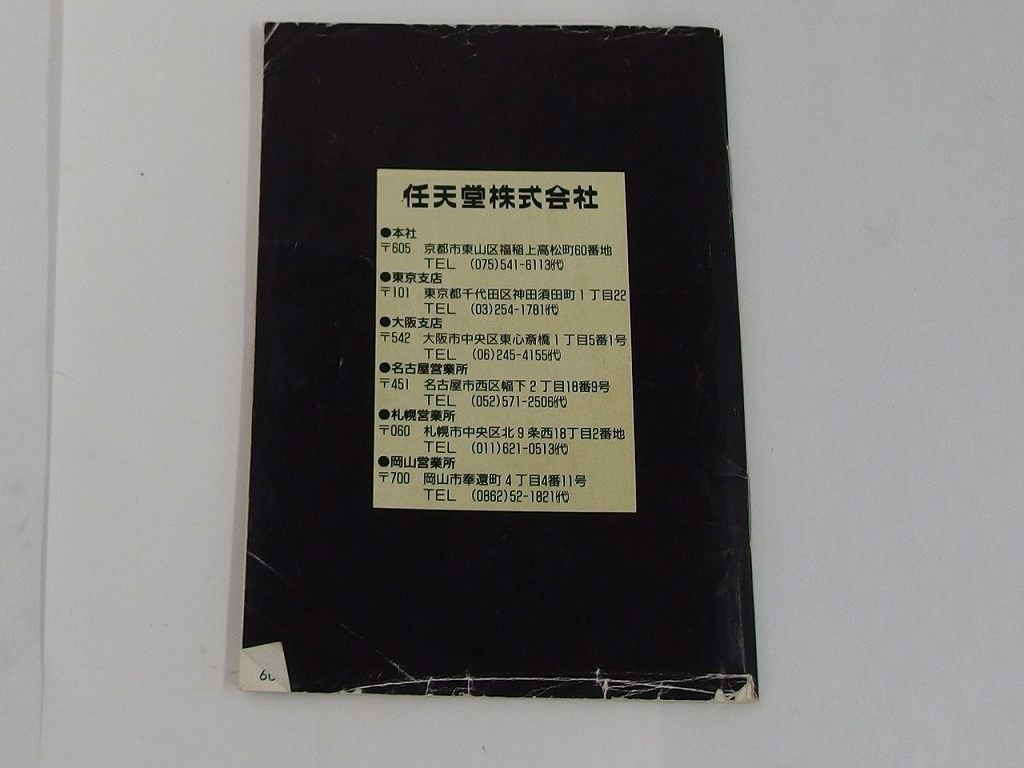 任天堂株式会社
●本社
〒605 京都市東山区福稲上高松町60番地
TEL (075)541-6113代
●東京支店
〒101 東京都千代田区神田須田町1丁目22
TEL (03)254-1781代
●大阪支店
〒542 大阪市中央区東心斎橋1丁目5番1号
TEL (06)245-4155代
●名古屋営業所
〒451 名古屋市西区幅下2丁目18番9号
TEL (052)571-2506代
●札幌営業所
〒060 札幌市中央区北9条西18丁目2番地
TEL (011)621-0513代
●岡山営業所
〒700 岡山市奉還町4丁目4番11号
TEL (0862)52-1821代